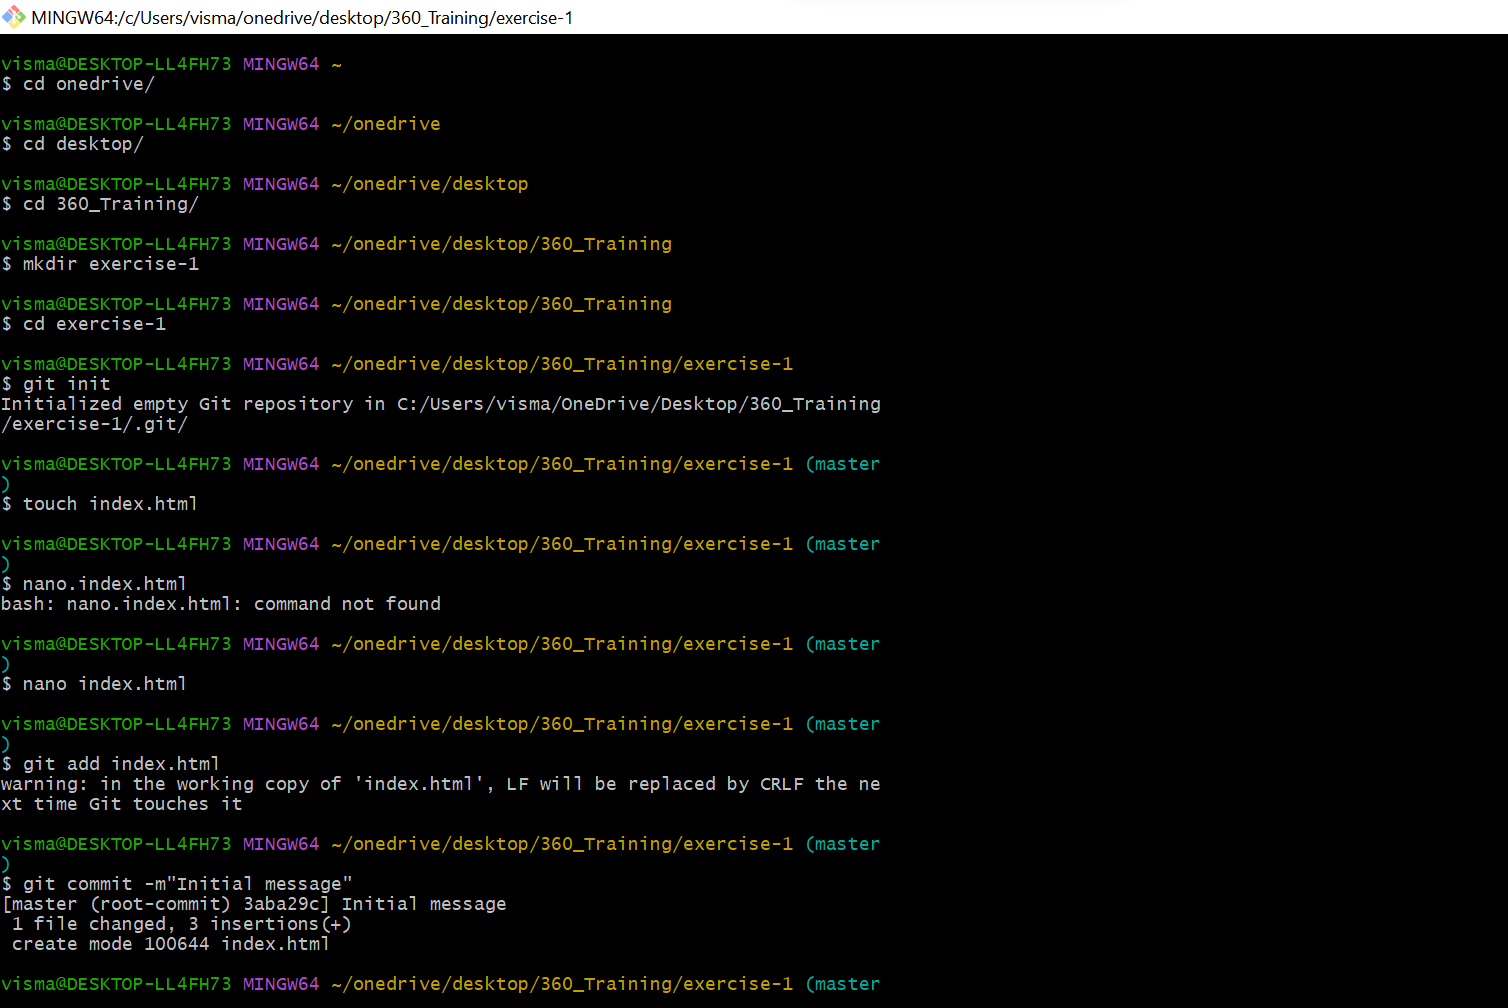 MINGW64:/c/Users/visma/onedrive/desktop/360_Training/exercise-1
visma@DESKTOP-LL4FH73 MINGW64 ~
$ cd onedrive/
visma@DESKTOP-LL4FH73 MINGW64 ~/onedrive
$ cd desktop/
visma@DESKTOP-LL4FH73 MINGW64 ~/onedrive/desktop
$ cd 360_Training/
visma@DESKTOP-LL4FH73 MINGW64 ~/onedrive/desktop/360_Training
$ mkdir exercise-1
visma@DESKTOP-LL4FH73 MINGW64 ~/onedrive/desktop/360_Training
$ cd exercise-1
visma@DESKTOP-LL4FH73 MINGW64 ~/onedrive/desktop/360_Training/exercise-1
$ git init
Initialized empty Git repository in C:/Users/visma/OneDrive/Desktop/360_Training
/exercise-1/.git/
visma@DESKTOP-LL4FH73 MINGW64 ~/onedrive/desktop/360_Training/exercise-1 (master
)
$ touch index.html
visma@DESKTOP-LL4FH73 MINGW64 ~/onedrive/desktop/360_Training/exercise-1 (master
)
$ nano.index.html
bash: nano.index.html: command not found
visma@DESKTOP-LL4FH73 MINGW64 ~/onedrive/desktop/360_Training/exercise-1 (master
)
$ nano index.html
visma@DESKTOP-LL4FH73 MINGW64 ~/onedrive/desktop/360_Training/exercise-1 (master
)
$ git add index.html
warning: in the working copy of 'index.html', LF will be replaced by CRLF the ne
xt time Git touches it
visma@DESKTOP-LL4FH73 MINGW64 ~/onedrive/desktop/360_Training/exercise-1 (master
)
$ git commit -m"Initial message"
[master (root-commit) 3aba29c] Initial message
 1 file changed, 3 insertions(+)
 create mode 100644 index.html
visma@DESKTOP-LL4FH73 MINGW64 ~/onedrive/desktop/360_Training/exercise-1 (master